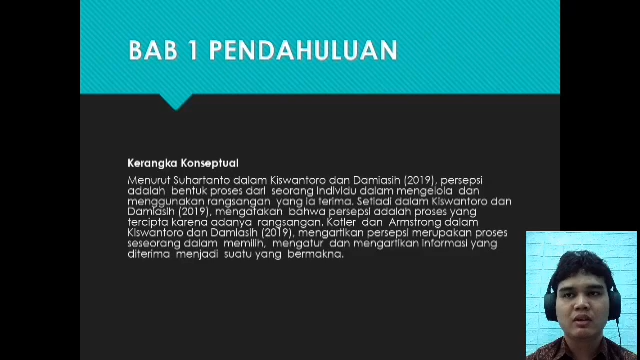 BAB 1 PENDAHULUAN
Kerangka Konseptual
Menurut Suhartanto dalam Kiswantoro dan Damiasih (2019), persepsi
adalah bentuk proses dari seorang individu dalam mengelola dan
menggunakan rangsangan yang ia terima. Setiadi dalam Kiswantoro dan
Damiasih (2019), mengatakan bahwa persepsi adalah proses yang
tercipta karena adanya rangsangan. Kotler dan Armstrong dalam
Kiswantoro dan Damiasih (2019), mengartikan persepsi merupakan proses
seseorang dalam memilih, mengatur dan mengartikan informasi yang
diterima menjadi suatu yang bermakna.